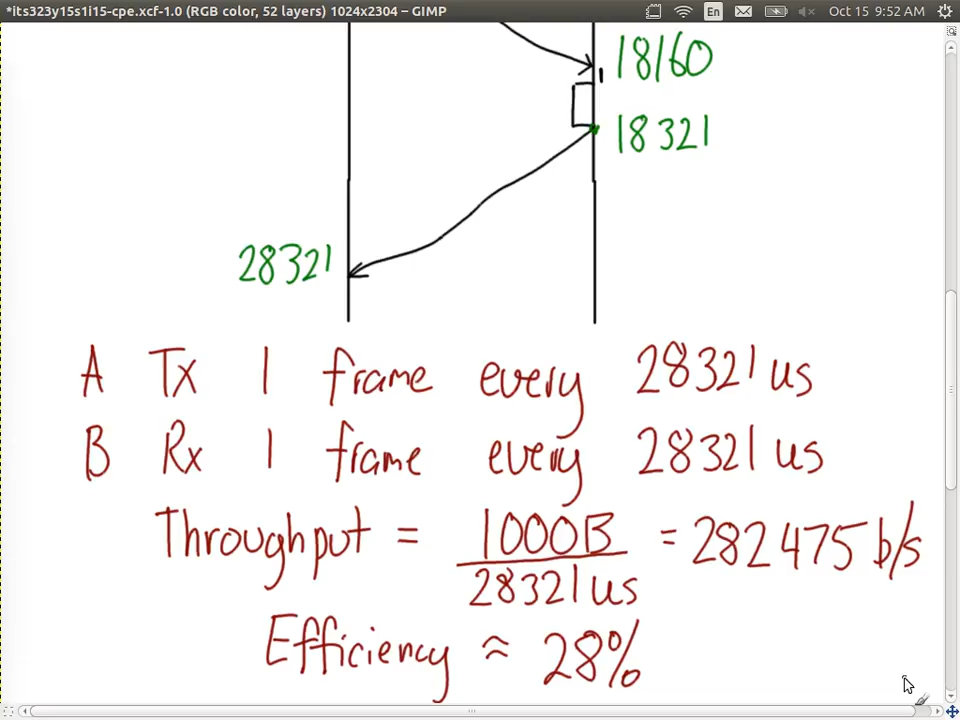 *its323y15s1i15-cpe.xcf-1.0 (RGB color, 52 layers) 1024x2304 – GIMP En Oct 15 9:52 AM
18160
18321
28321
A Tx 1 frame every 28321 us
B Rx 1 frame every 28321 us
Throughput = 1000B / 28321 us = 282475 b/s
Efficiency ≈ 28%